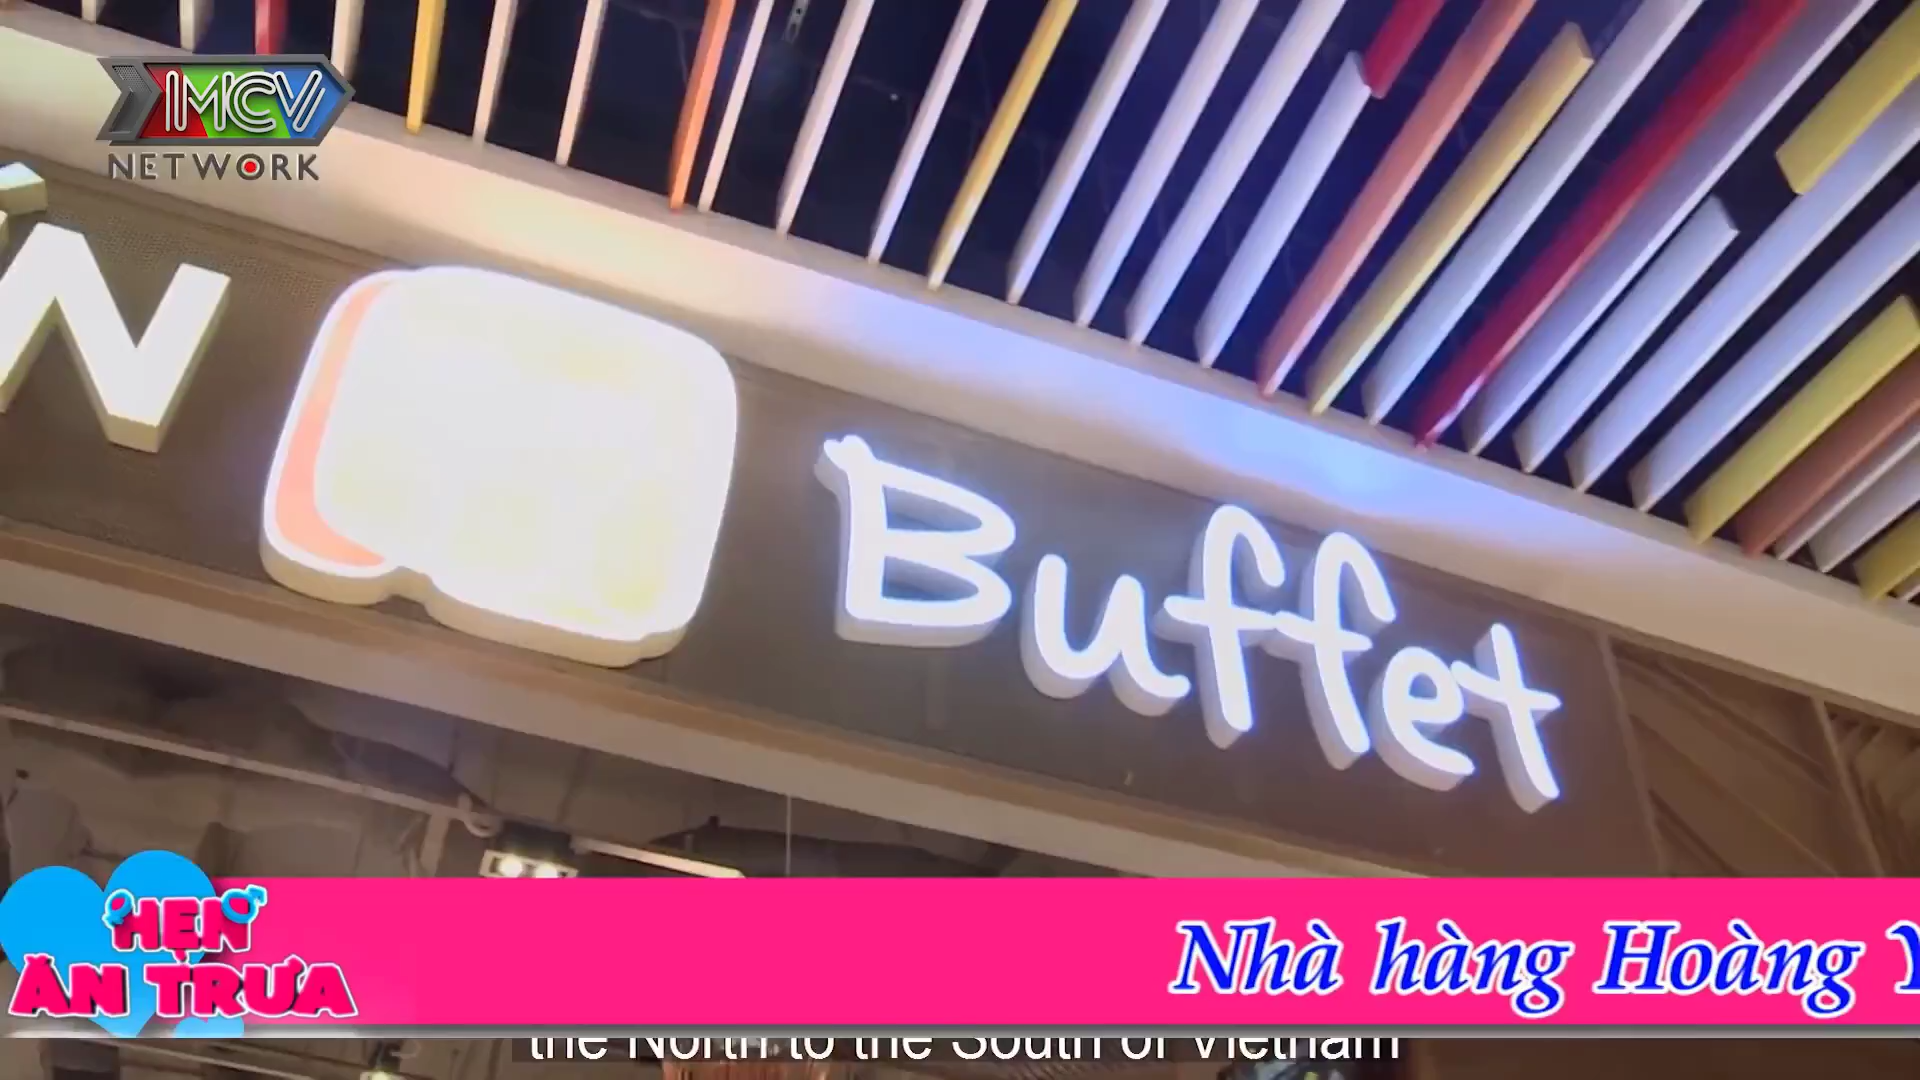 MCV
NETWORK
N
Buffet
HẸN
ĂN TRƯA
Nhà hàng Hoàng Y
the North to the South of Vietnam